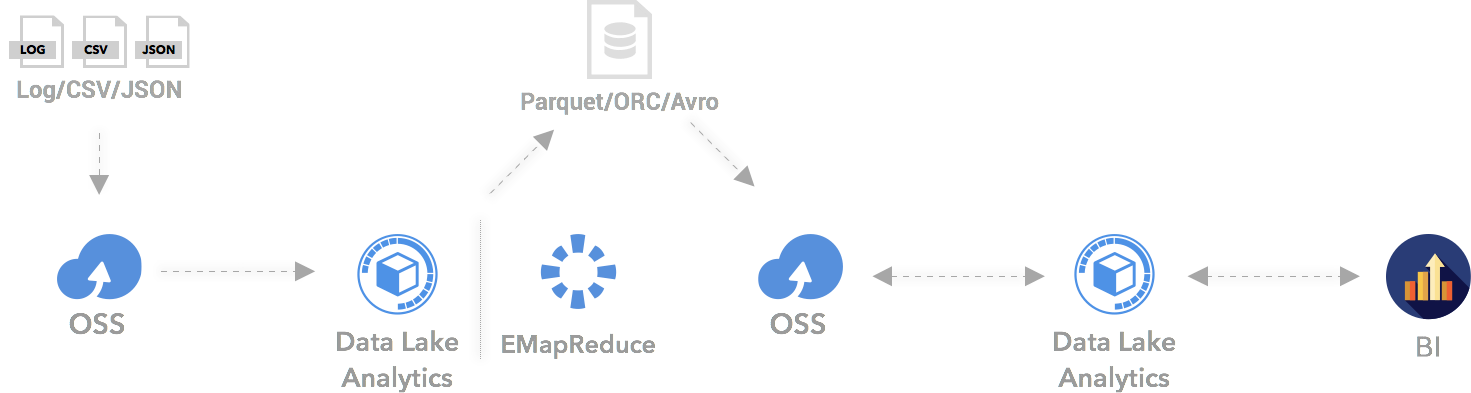 LOG
CSV
JSON
Log/CSV/JSON
Parquet/ORC/Avro
OSS
Data Lake
Analytics
EMapReduce
OSS
Data Lake
Analytics
BI